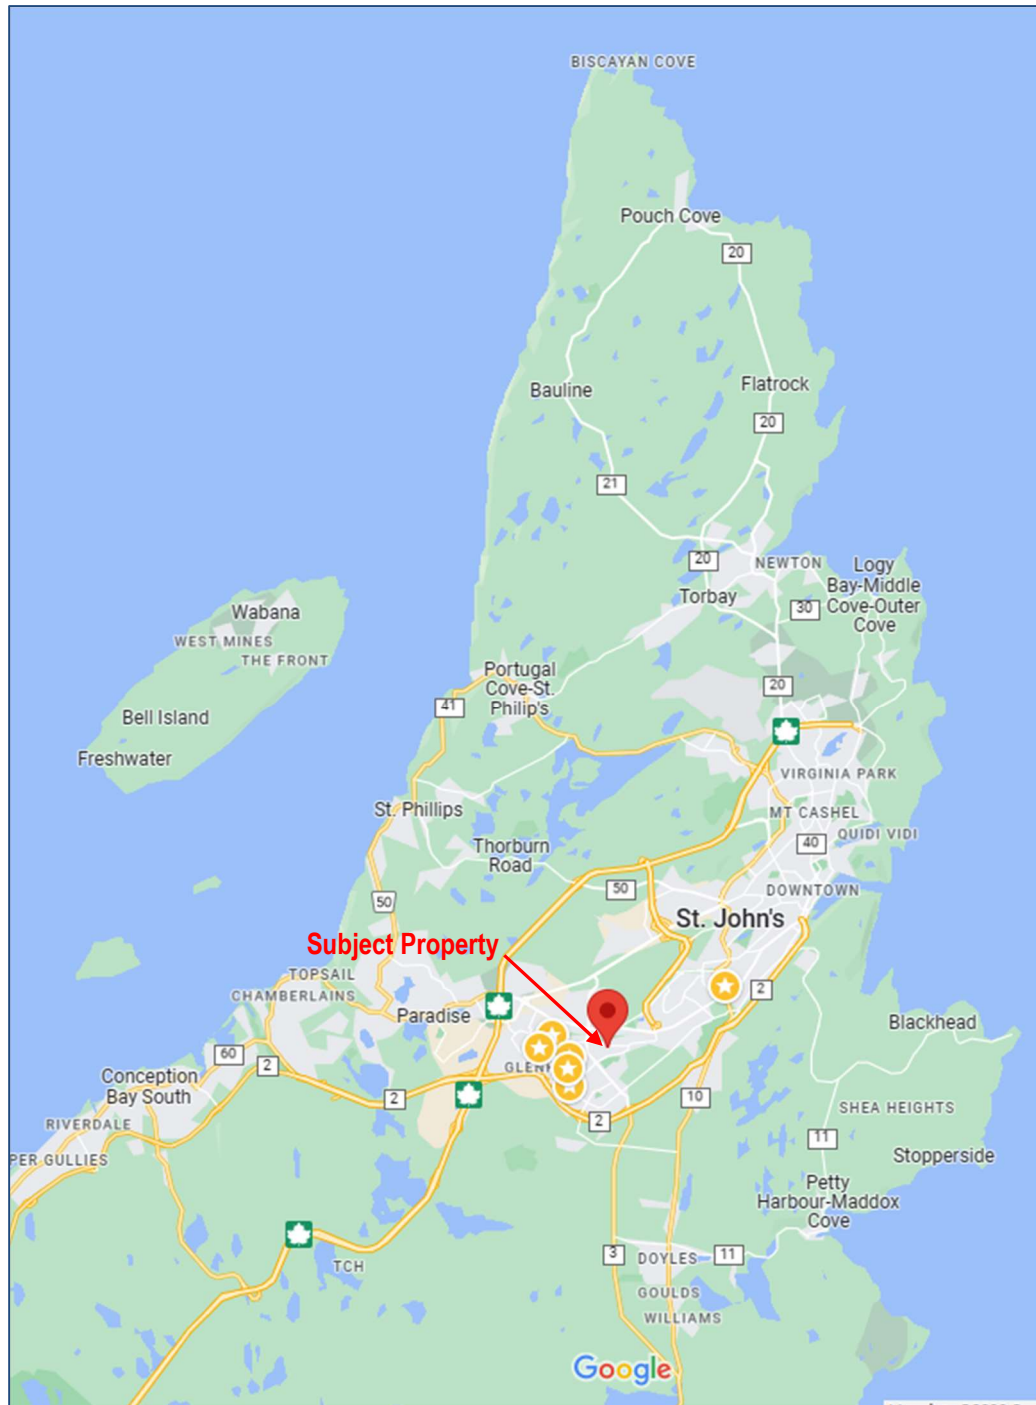 BISCAYAN COVE
Pouch Cove
20
Bauline
Flatrock
20
21
20
NEWTON
Logy
Bay-Middle
Cove-Outer
Cove
Torbay
30
Wabana
WEST MINES
THE FRONT
Portugal
Cove-St.
Philip's
20
41
Bell Island
Freshwater
VIRGINIA PARK
St. Phillips
MT CASHEL
QUIDI VIDI
40
Thorburn
Road
50
DOWNTOWN
50
St. John's
Subject Property
TOPSAIL
CHAMBERLAINS
2
Paradise
Blackhead
60
2
GLEN
Conception
Bay South
2
10
SHEA HEIGHTS
2
RIVERDALE
11
PER GULLIES
Stopperside
Petty
Harbour-Maddox
Cove
3
DOYLES
11
TCH
GOULDS
WILLIAMS
Google